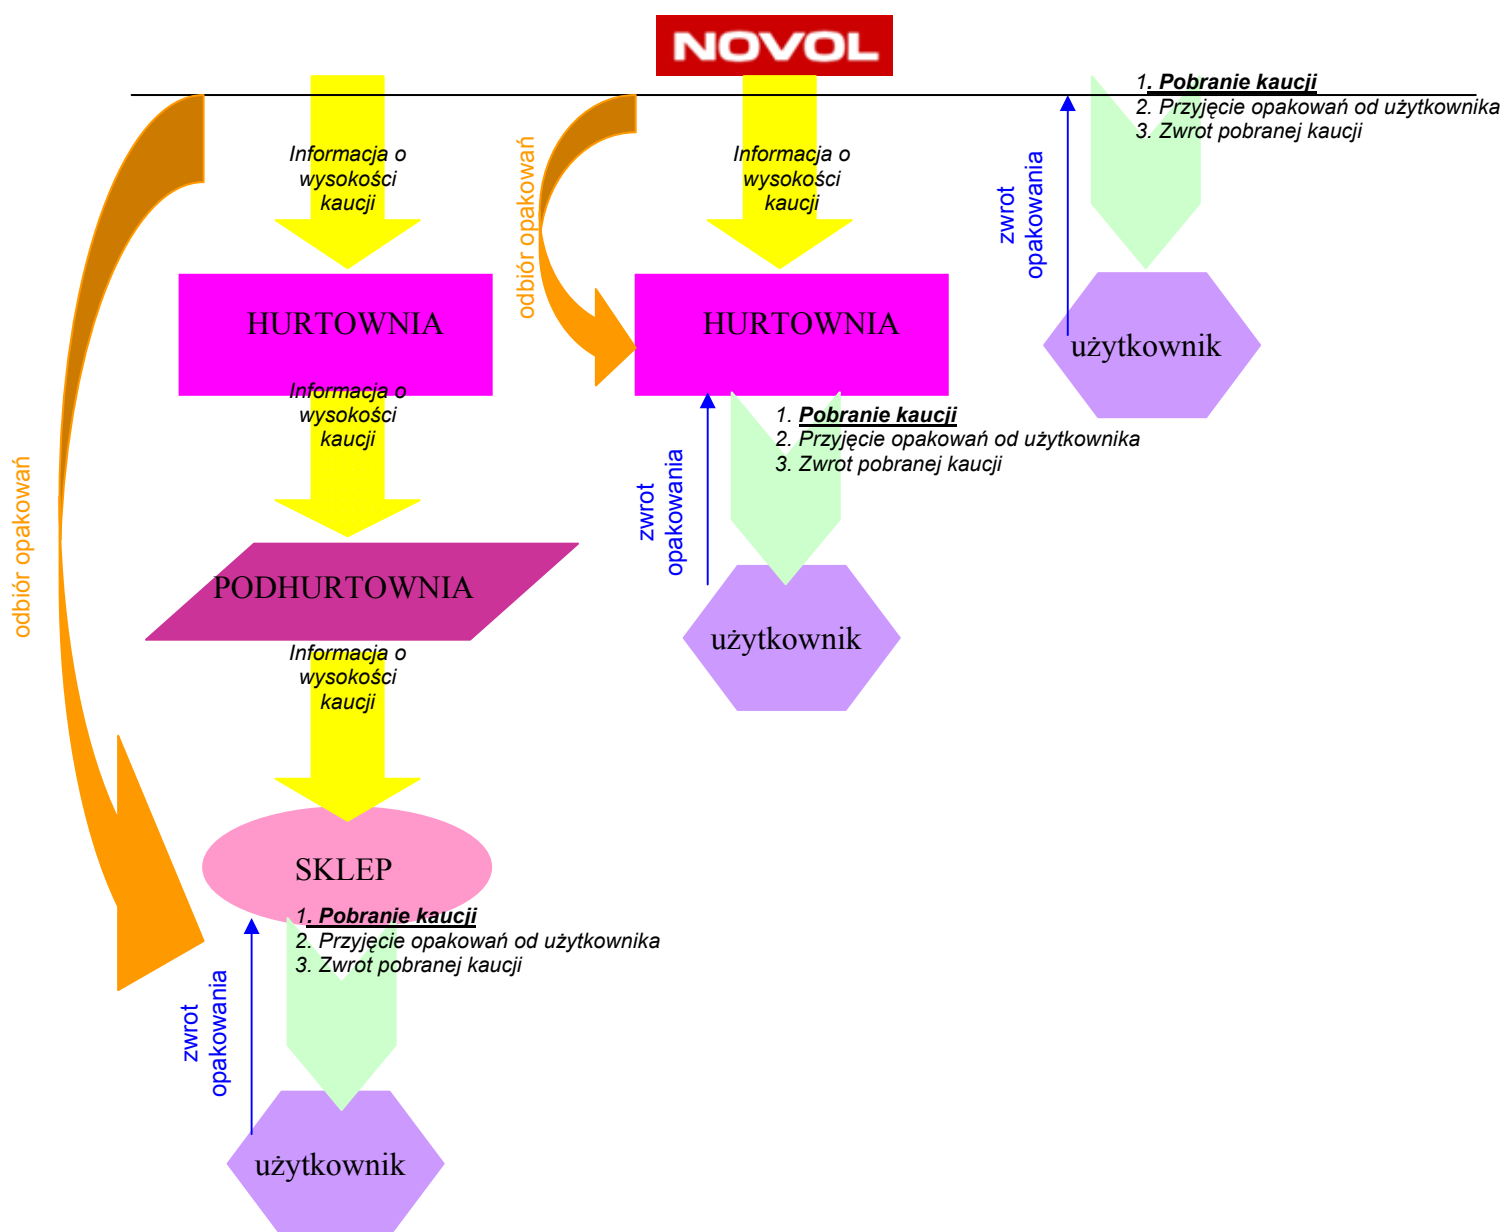 NOVOL
1. Pobranie kaucji
2. Przyjęcie opakowań od użytkownika
3. Zwrot pobranej kaucji
Informacja o
wysokości
kaucji
odbiór opakowań
Informacja o
wysokości
kaucji
zwrot
opakowania
HURTOWNIA
HURTOWNIA
użytkownik
Informacja o
wysokości
kaucji
1. Pobranie kaucji
2. Przyjęcie opakowań od użytkownika
3. Zwrot pobranej kaucji
zwrot
opakowania
odbiór opakowań
PODHURTOWNIA
użytkownik
Informacja o
wysokości
kaucji
SKLEP
1. Pobranie kaucji
2. Przyjęcie opakowań od użytkownika
3. Zwrot pobranej kaucji
zwrot
opakowania
użytkownik